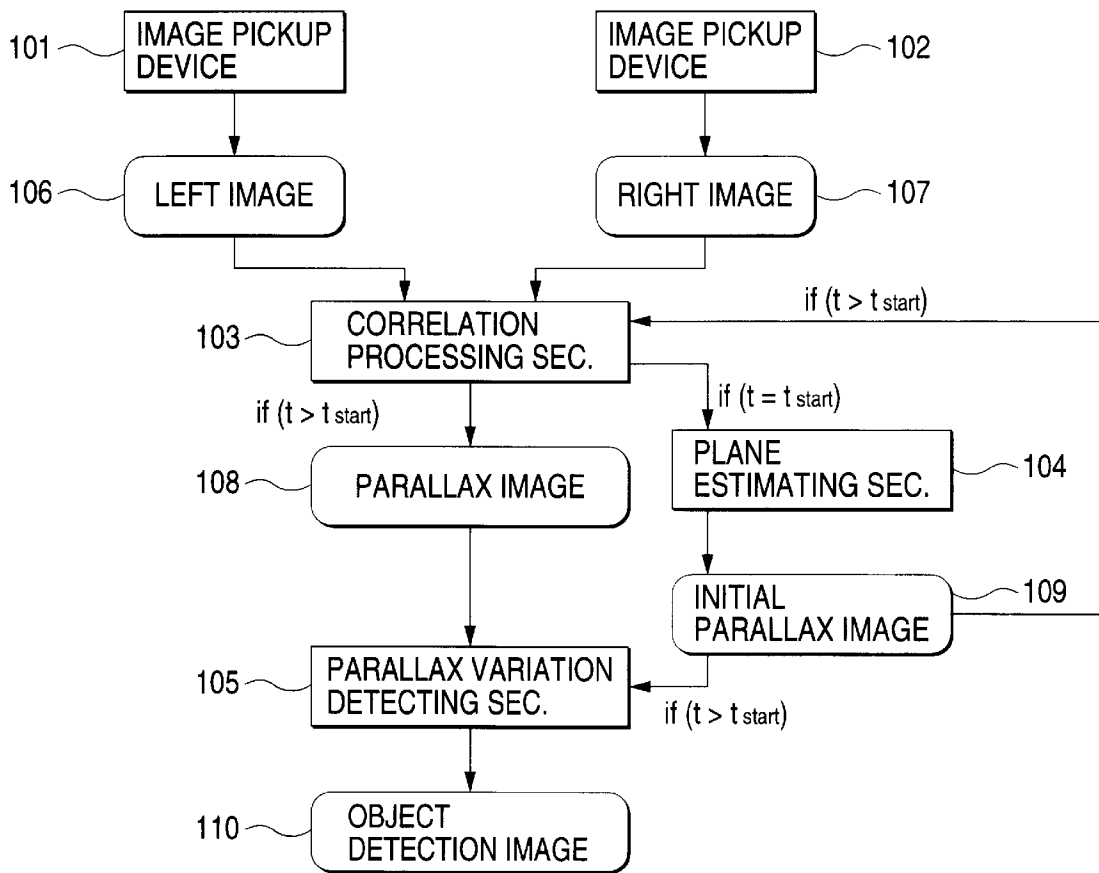 101
IMAGE PICKUP
DEVICE
IMAGE PICKUP
DEVICE
102
106
LEFT IMAGE
RIGHT IMAGE
107
if (t > t start)
103
CORRELATION
PROCESSING SEC.
if (t > t start)
if (t = t start)
108
PARALLAX IMAGE
PLANE
ESTIMATING SEC.
104
INITIAL
PARALLAX IMAGE
109
105
PARALLAX VARIATION
DETECTING SEC.
if (t > t start)
110
OBJECT
DETECTION IMAGE